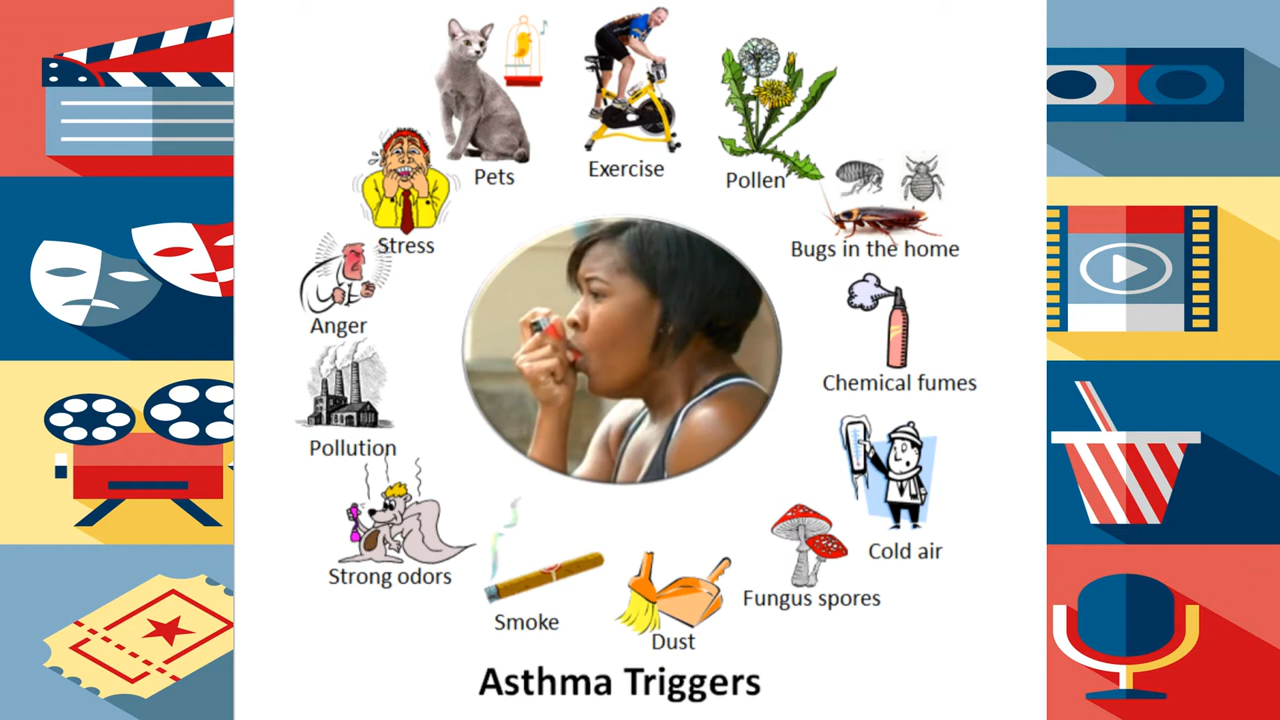 Pets
Exercise
Pollen
Stress
Bugs in the home
Anger
Chemical fumes
Pollution
Cold air
Strong odors
Fungus spores
Smoke
Dust
Asthma Triggers